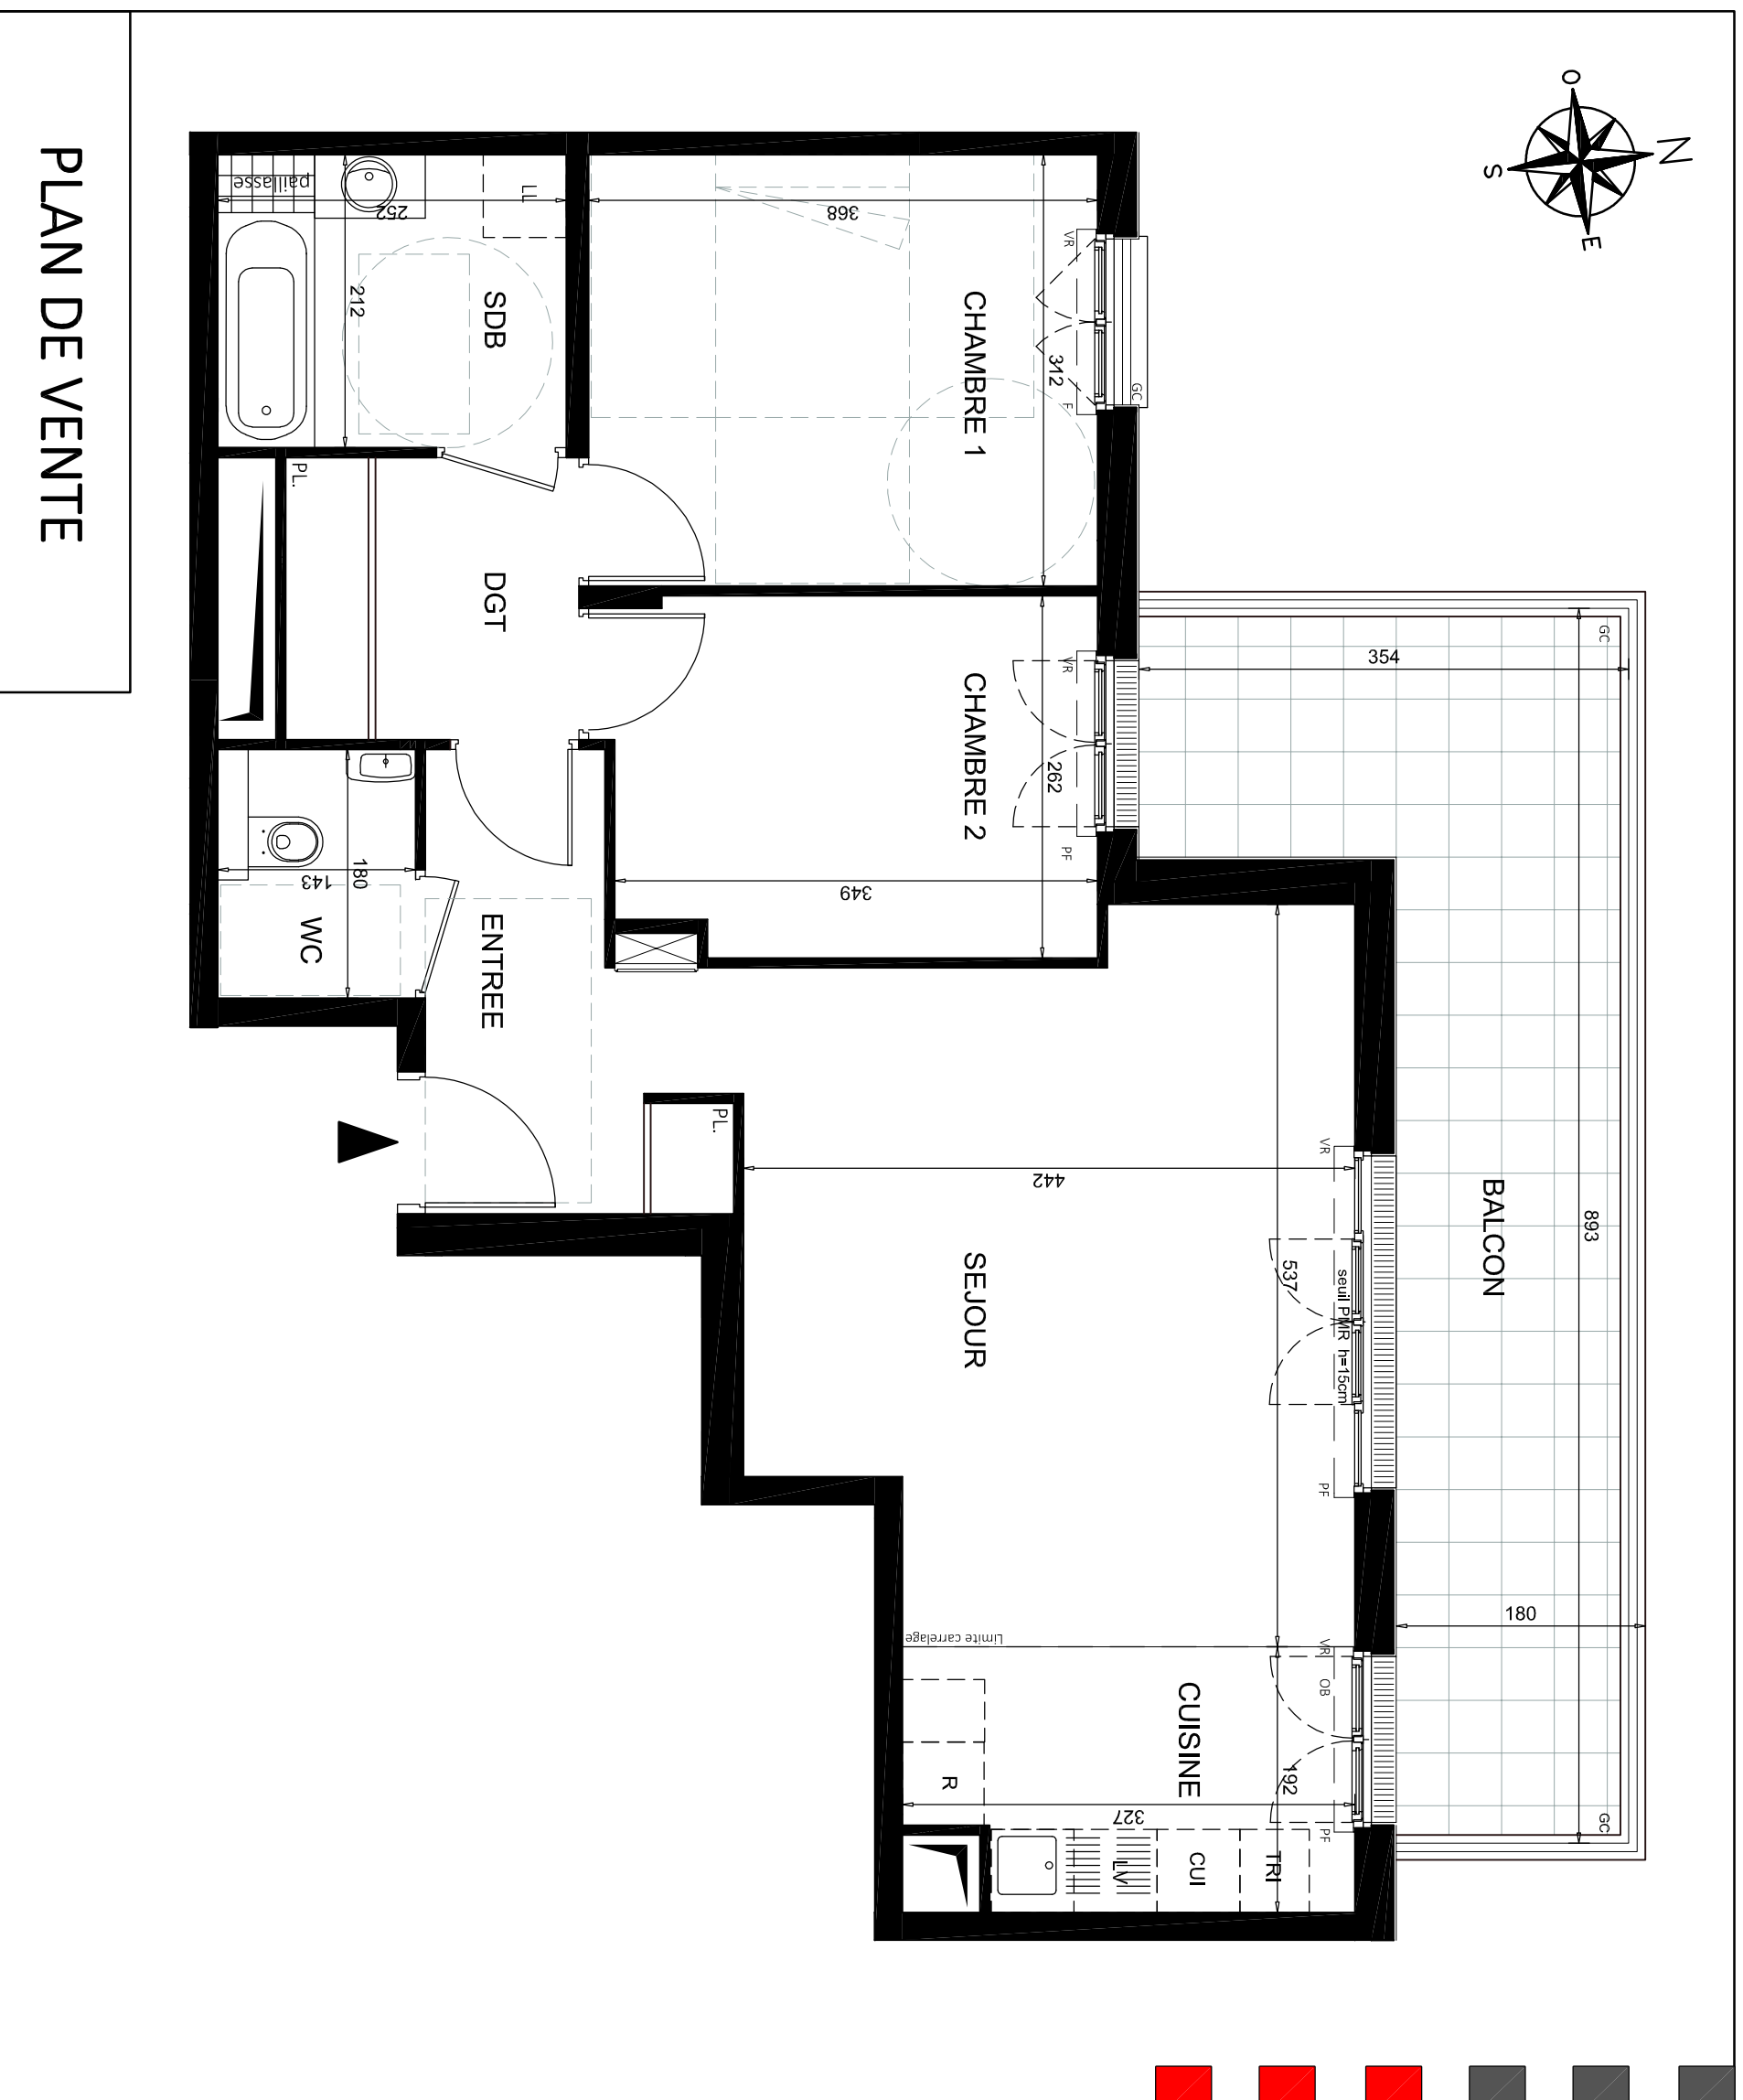 PLAN DE VENTE
N
O
E
S
GC
354
893
BALCON
180
GC
GC
VR
312
F
CHAMBRE 1
368
VR
262
PF
CHAMBRE 2
349
VR
537
seuil PMR h=15cm
PF
442
SEJOUR
VR
OB
192
PF
Limite carrelage
CUISINE
327
R
LV
CUI
TRI
LL
SDB
252
212
paillasse
PL.
DGT
ENTREE
180
143
WC
PL.